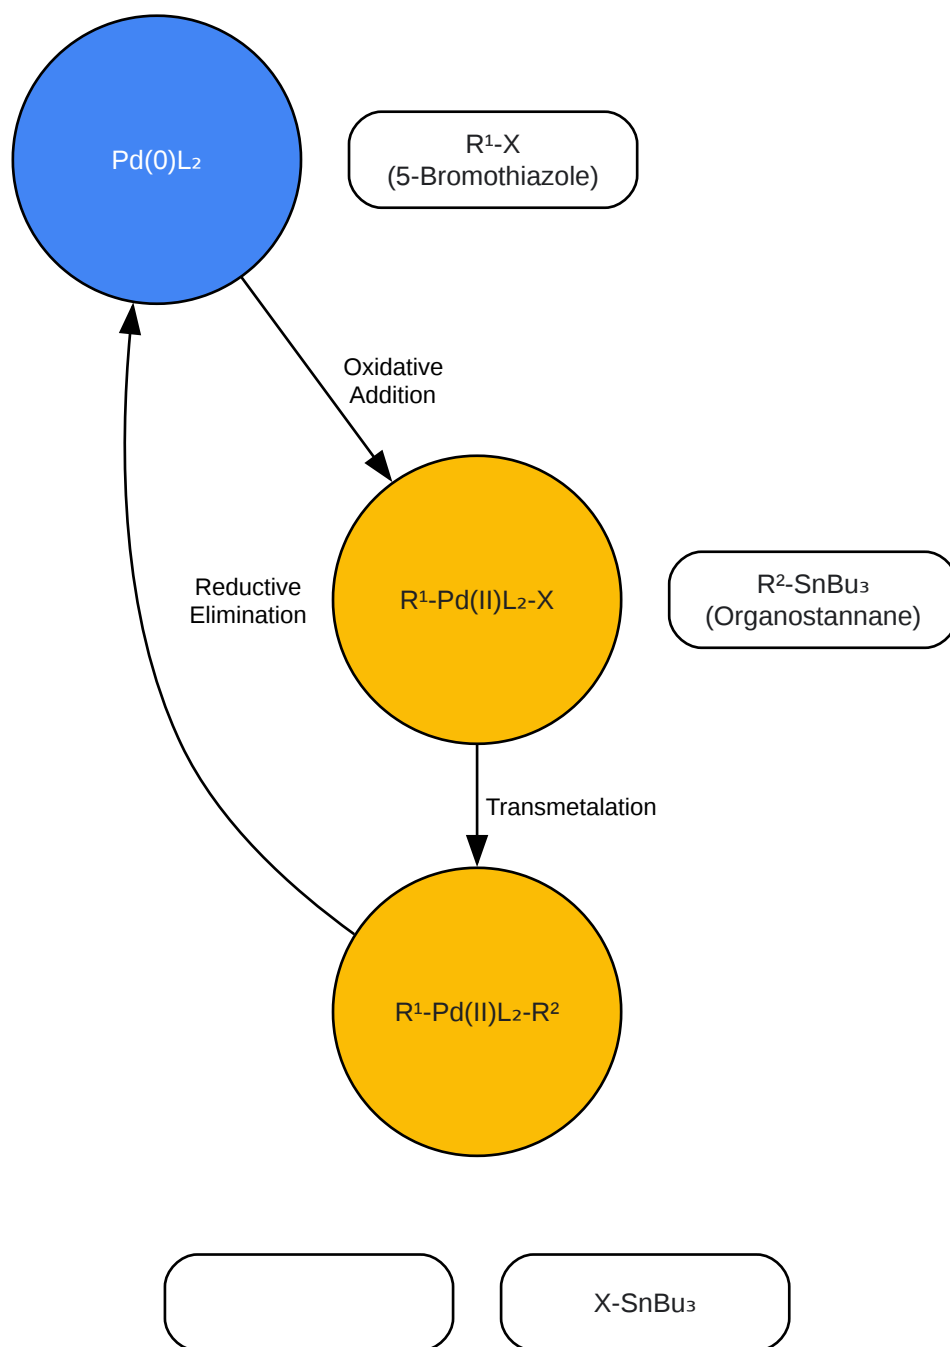 Pd(0)L₂
R¹-X
(5-Bromothiazole)
Oxidative
Addition
Reductive
Elimination
R¹-Pd(II)L₂-X
R²-SnBu₃
(Organostannane)
Transmetalation
R¹-Pd(II)L₂-R²
X-SnBu₃